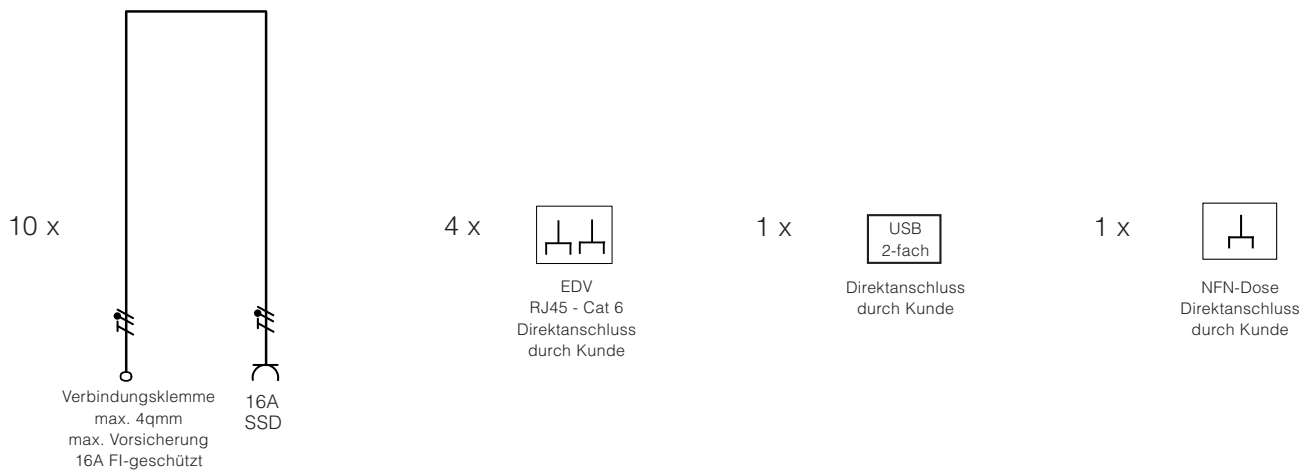 10 x
Verbindungsklemme
max. 4qmm
max. Vorsicherung
16A FI-geschützt
16A
SSD
4 x
EDV
RJ45 - Cat 6
Direktanschluss
durch Kunde
1 x
USB
2-fach
Direktanschluss
durch Kunde
1 x
NFN-Dose
Direktanschluss
durch Kunde